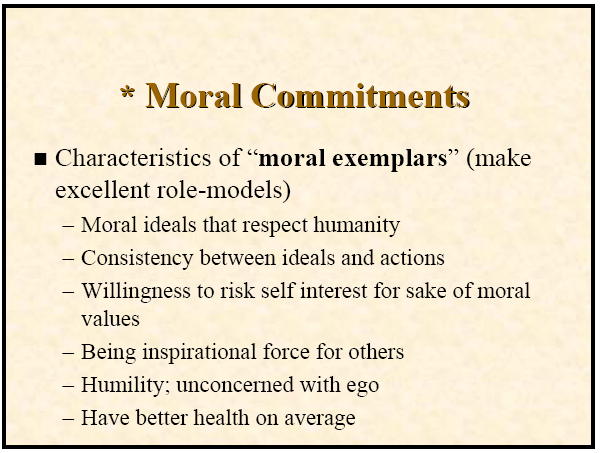 * Moral Commitments
■ Characteristics of “moral exemplars” (make
excellent role-models)
– Moral ideals that respect humanity
– Consistency between ideals and actions
– Willingness to risk self interest for sake of moral
values
– Being inspirational force for others
– Humility; unconcerned with ego
– Have better health on average